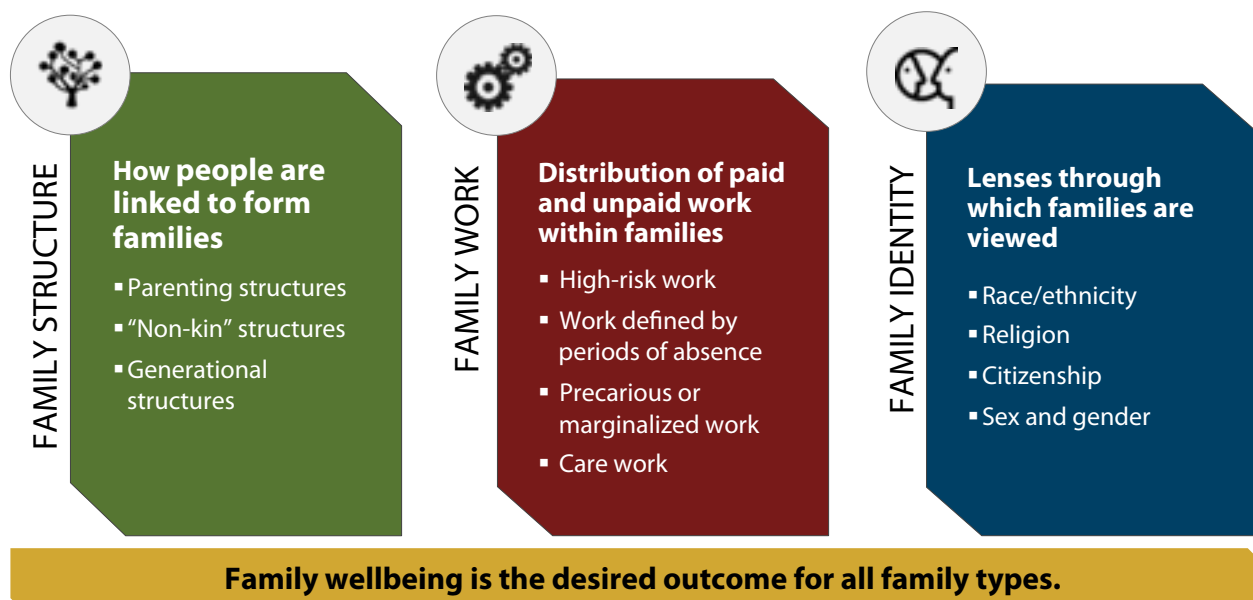 FAMILY STRUCTURE
How people are
linked to form
families
▪ Parenting structures
▪ “Non-kin” structures
▪ Generational
structures
FAMILY WORK
Distribution of paid
and unpaid work
within families
▪ High-risk work
▪ Work defined by
periods of absence
▪ Precarious or
marginalized work
▪ Care work
FAMILY IDENTITY
Lenses through
which families are
viewed
▪ Race/ethnicity
▪ Religion
▪ Citizenship
▪ Sex and gender
Family wellbeing is the desired outcome for all family types.